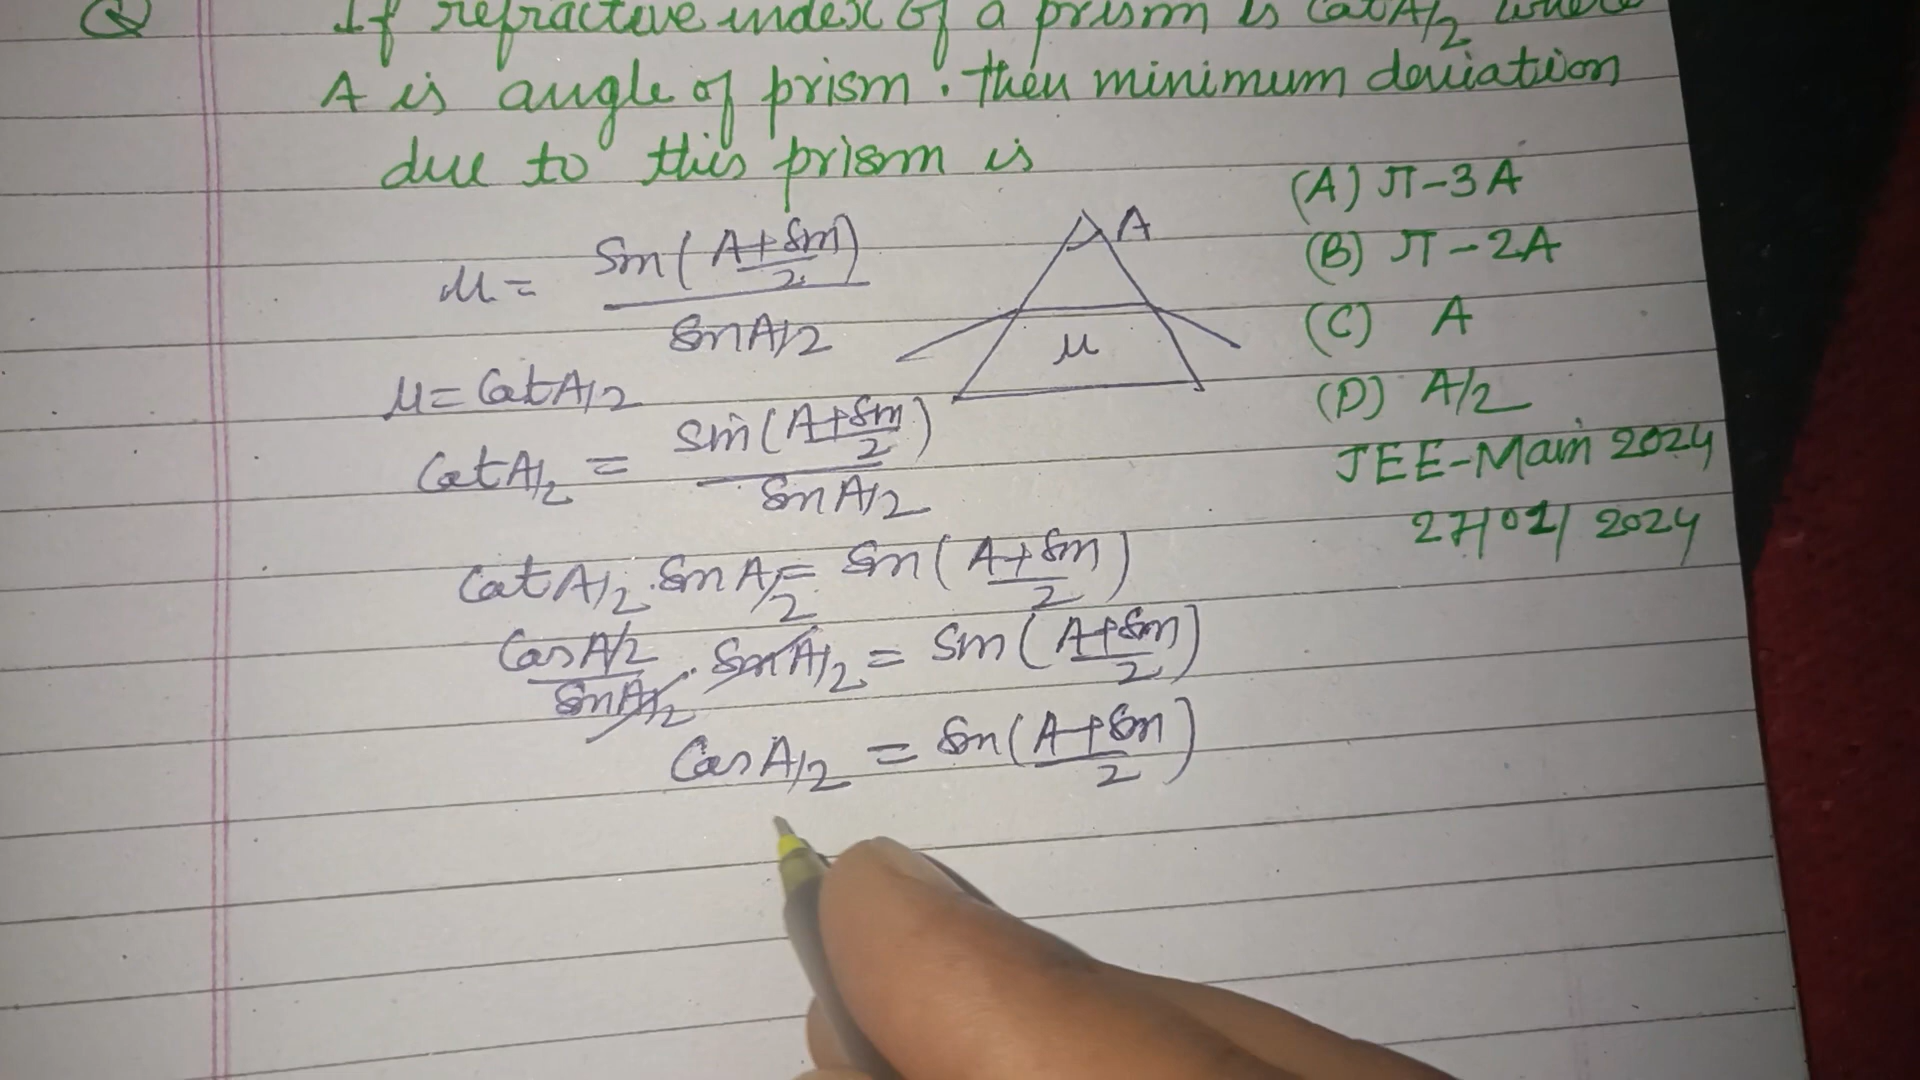 Q If refractive index of a prism is Cot A/2 where
A is angle of prism. then minimum deviation
due to this prism is
(A) π-3A
(B) π-2A
(C) A
(D) A/2
JEE-Main 2024
27/01/2024
A
μ
μ = Sin(A+δm/2) / Sin A/2
μ = Cot A/2
Cot A/2 = Sin(A+δm/2) / Sin A/2
Cot A/2 . Sin A/2 = Sin(A+δm/2)
Cos A/2 / Sin A/2 . Sin A/2 = Sin(A+δm/2)
Cos A/2 = Sin(A+δm/2)